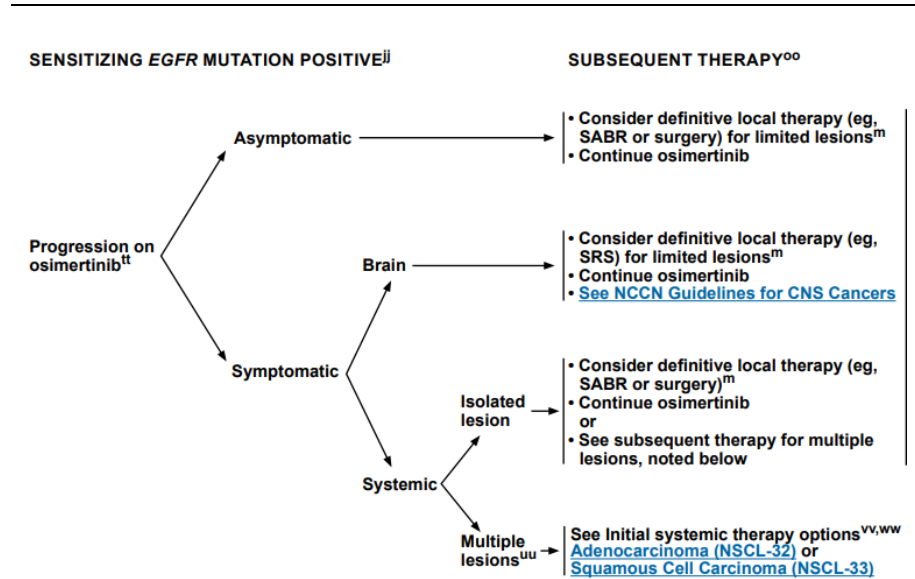 SENSITIZING EGFR MUTATION POSITIVEjj
SUBSEQUENT THERAPYoo
Progression on
osimertinibtt
Asymptomatic
• Consider definitive local therapy (eg,
SABR or surgery) for limited lesionsm
• Continue osimertinib
Symptomatic
Brain
• Consider definitive local therapy (eg,
SRS) for limited lesionsm
• Continue osimertinib
• See NCCN Guidelines for CNS Cancers
Systemic
Isolated
lesion
• Consider definitive local therapy (eg,
SABR or surgery)m
• Continue osimertinib
or
• See subsequent therapy for multiple
lesions, noted below
Multiple
lesionsuu
See Initial systemic therapy optionsvv,ww
Adenocarcinoma (NSCL-32) or
Squamous Cell Carcinoma (NSCL-33)